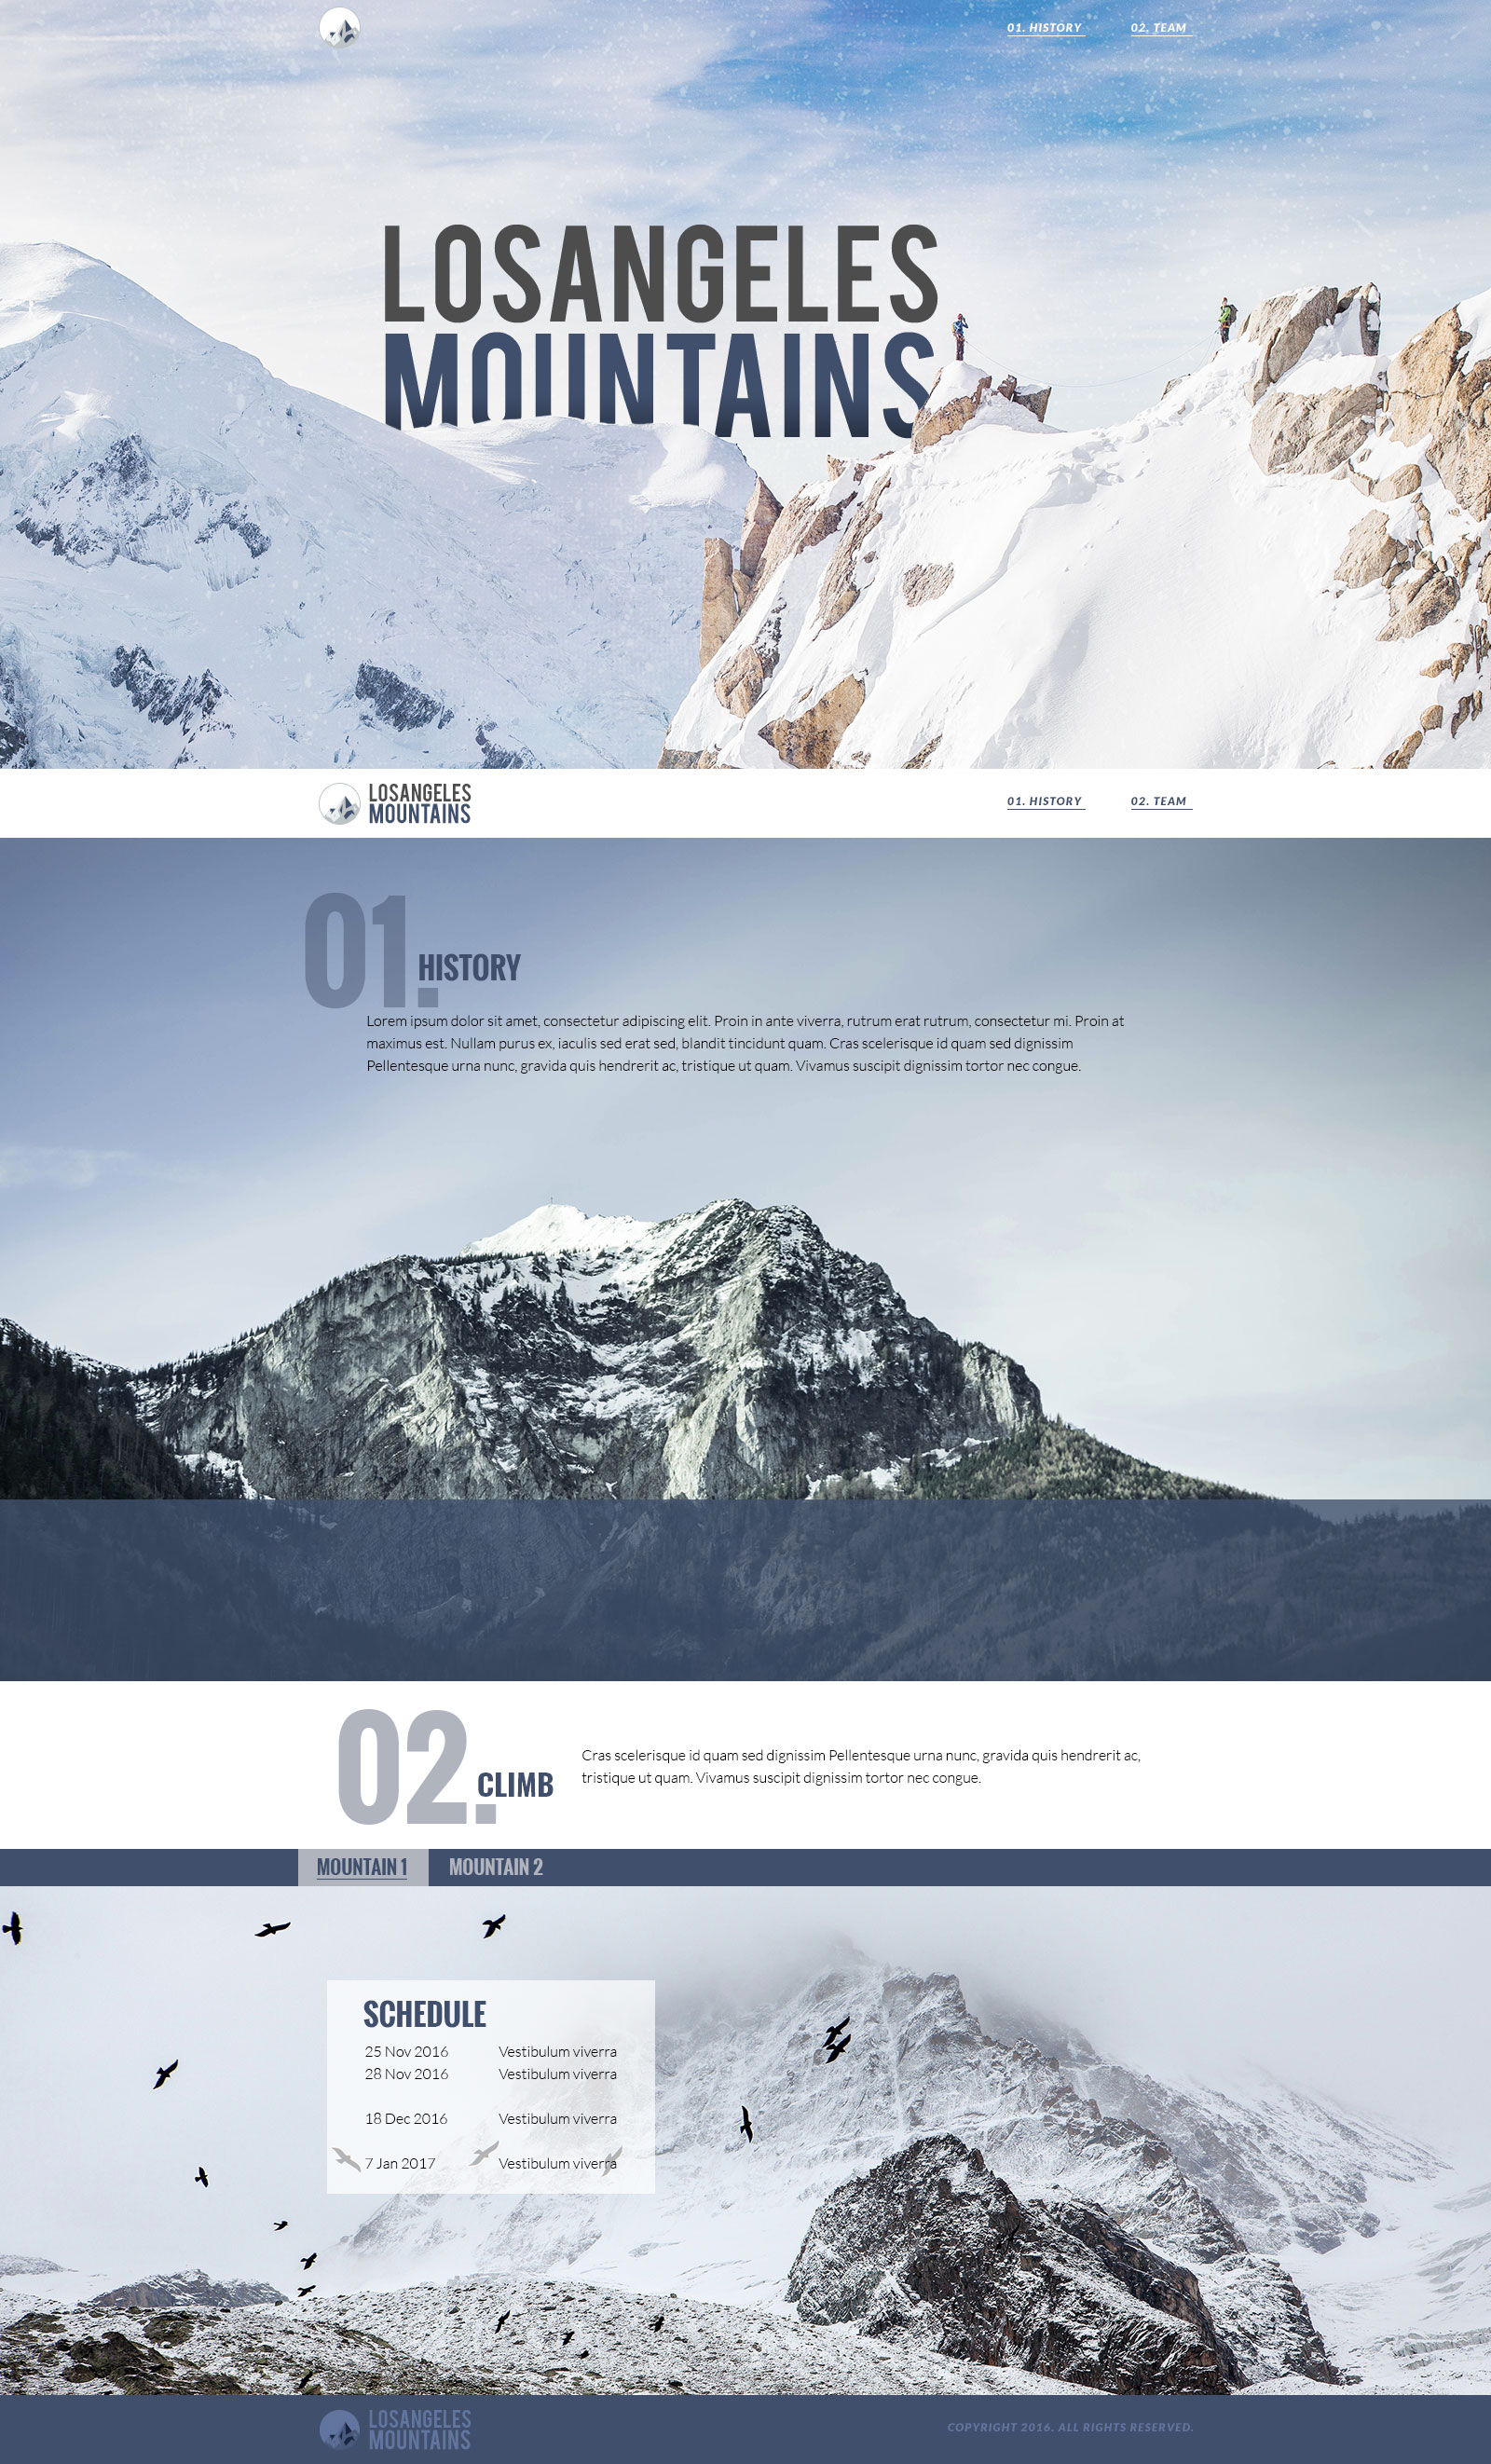 01. HISTORY
02. TEAM
LOSANGELES
MOUNTAINS
LOSANGELES
MOUNTAINS
01. HISTORY
02. TEAM
01.
HISTORY
Lorem ipsum dolor sit amet, consectetur adipiscing elit. Proin in ante viverra, rutrum erat rutrum, consectetur mi. Proin at
maximus est. Nullam purus ex, iaculis sed erat sed, blandit tincidunt quam. Cras scelerisque id quam sed dignissim
Pellentesque urna nunc, gravida quis hendrerit ac, tristique ut quam. Vivamus suscipit dignissim tortor nec congue.
02.
CLIMB
Cras scelerisque id quam sed dignissim Pellentesque urna nunc, gravida quis hendrerit ac,
tristique ut quam. Vivamus suscipit dignissim tortor nec congue.
MOUNTAIN 1
MOUNTAIN 2
SCHEDULE
25 Nov 2016 Vestibulum viverra
28 Nov 2016 Vestibulum viverra
18 Dec 2016 Vestibulum viverra
7 Jan 2017 Vestibulum viverra
LOSANGELES
MOUNTAINS
COPYRIGHT 2016. ALL RIGHTS RESERVED.